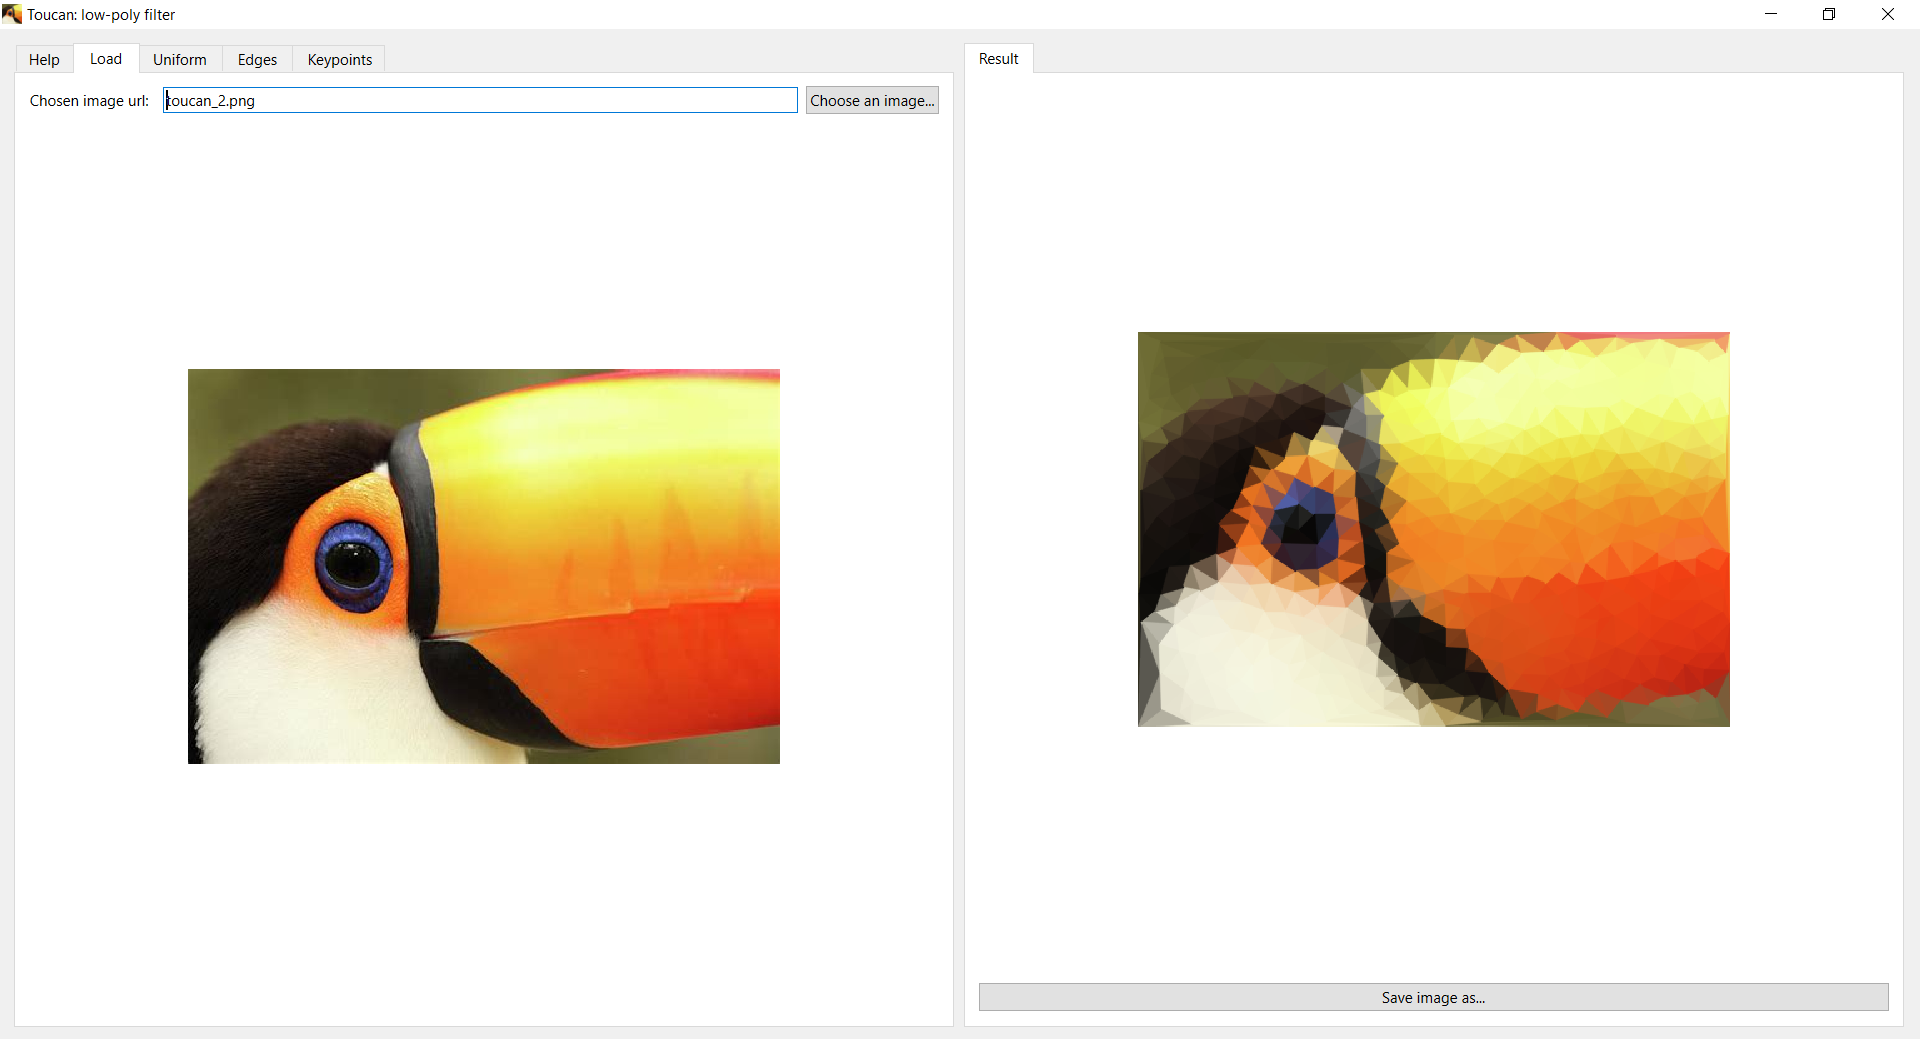 Toucan: low-poly filter
Help Load Uniform Edges Keypoints
Result
Chosen image url: toucan_2.png Choose an image...
Save image as...